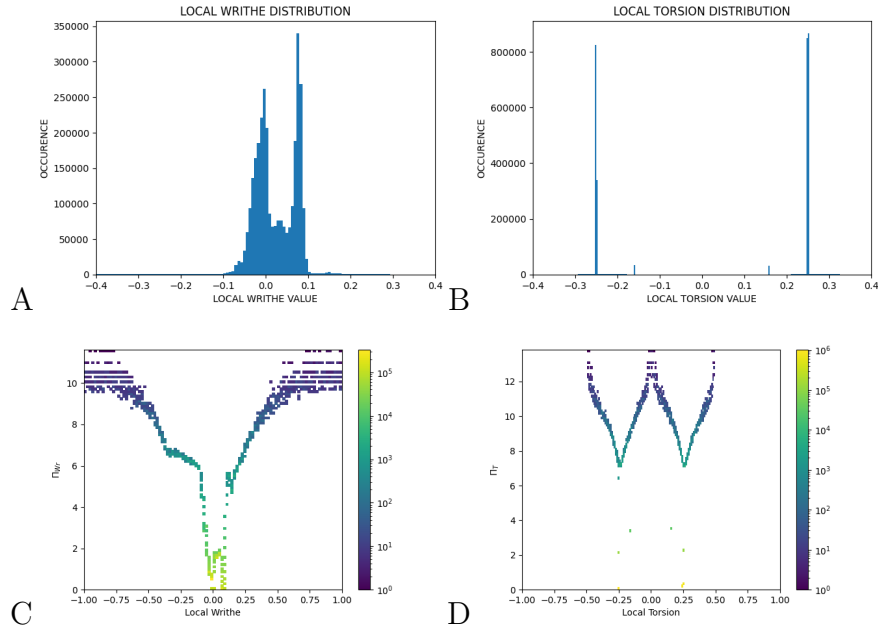 LOCAL WRITHE DISTRIBUTION
350000
300000
250000
200000
150000
100000
50000
0
OCCURENCE
−0.4 −0.3 −0.2 −0.1 0.0 0.1 0.2 0.3 0.4
LOCAL WRITHE VALUE
A
LOCAL TORSION DISTRIBUTION
800000
600000
400000
200000
0
OCCURENCE
−0.4 −0.3 −0.2 −0.1 0.0 0.1 0.2 0.3 0.4
LOCAL TORSION VALUE
B
10
8
6
4
2
0
Π_Wr
−1.00 −0.75 −0.50 −0.25 0.00 0.25 0.50 0.75 1.00
Local Writhe
10^5
10^4
10^3
10^2
10^1
10^0
C
12
10
8
6
4
2
0
Π_T
−1.00 −0.75 −0.50 −0.25 0.00 0.25 0.50 0.75 1.00
Local Torsion
10^6
10^5
10^4
10^3
10^2
10^1
10^0
D